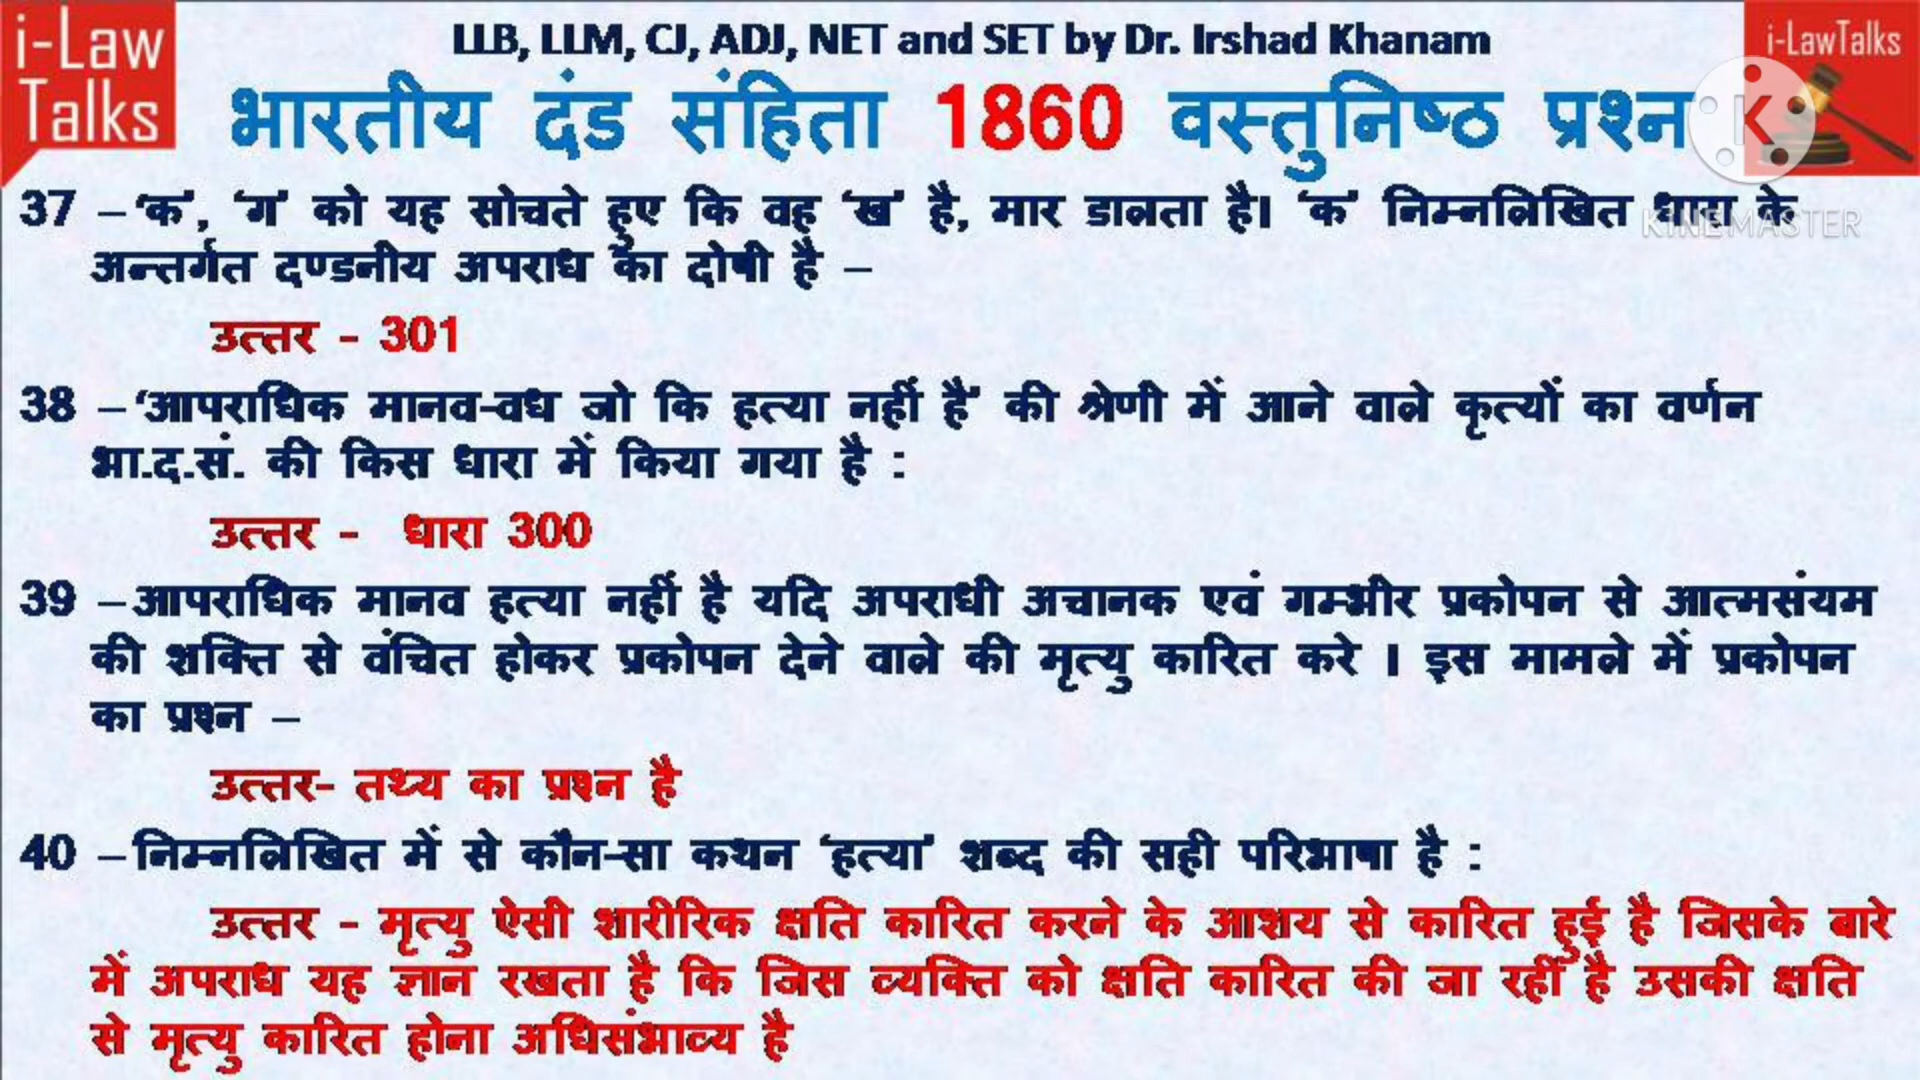 i-Law
Talks
LLB, LLM, CJ, ADJ, NET and SET by Dr. Irshad Khanam
i-LawTalks
भारतीय दंड संहिता 1860 वस्तुनिष्ठ प्रश्न
K
KINEMASTER
37 – ‘क’, ‘ग’ को यह सोचते हुए कि वह ‘ख’ है, मार डालता है। ‘क’ निम्नलिखित धारा के
अन्तर्गत दण्डनीय अपराध का दोषी है –
उत्तर - 301
38 – ‘आपराधिक मानव-वध जो कि हत्या नहीं है’ की श्रेणी में आने वाले कृत्यों का वर्णन
भा.द.सं. की किस धारा में किया गया है :
उत्तर - धारा 300
39 – आपराधिक मानव हत्या नहीं है यदि अपराधी अचानक एवं गम्भीर प्रकोपन से आत्मसंयम
की शक्ति से वंचित होकर प्रकोपन देने वाले की मृत्यु कारित करे । इस मामले में प्रकोपन
का प्रश्न –
उत्तर- तथ्य का प्रश्न है
40 – निम्नलिखित में से कौन-सा कथन ‘हत्या’ शब्द की सही परिभाषा है :
उत्तर - मृत्यु ऐसी शारीरिक क्षति कारित करने के आशय से कारित हुई है जिसके बारे
में अपराध यह ज्ञान रखता है कि जिस व्यक्ति को क्षति कारित की जा रहीं है उसकी क्षति
से मृत्यु कारित होना अधिसंभाव्य है